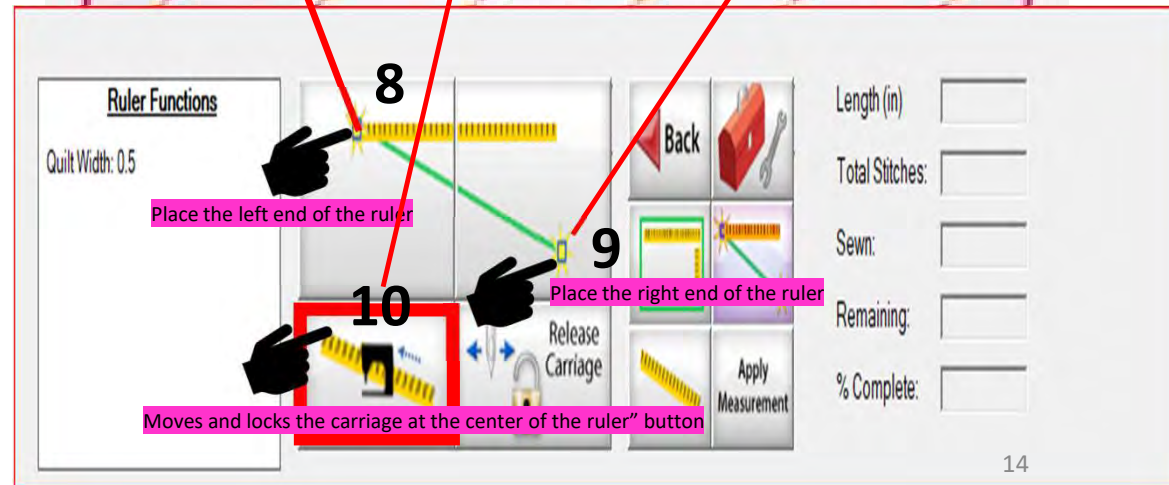 Ruler Functions
Quilt Width: 0.5
8
Place the left end of the ruler
9
Place the right end of the ruler
10
Moves and locks the carriage at the center of the ruler” button
Release
Carriage
Back
Apply
Measurement
Length (in)
Total Stitches:
Sewn:
Remaining:
% Complete:
14